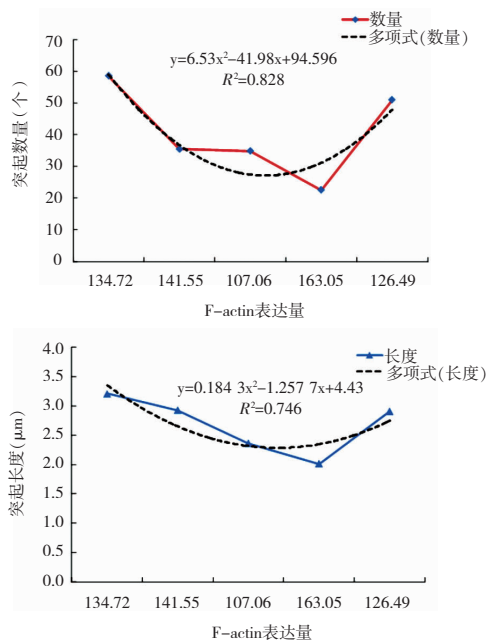 70
60
50
40
30
20
10
0
突起数量(个)
数量
多项式(数量)
y=6.53x²-41.98x+94.596
R²=0.828
134.72 141.55 107.06 163.05 126.49
F-actin表达量
4.0
3.5
3.0
2.5
2.0
1.5
1.0
0.5
0.0
突起长度(μm)
长度
多项式(长度)
y=0.184 3x²-1.257 7x+4.43
R²=0.746
134.72 141.55 107.06 163.05 126.49
F-actin表达量